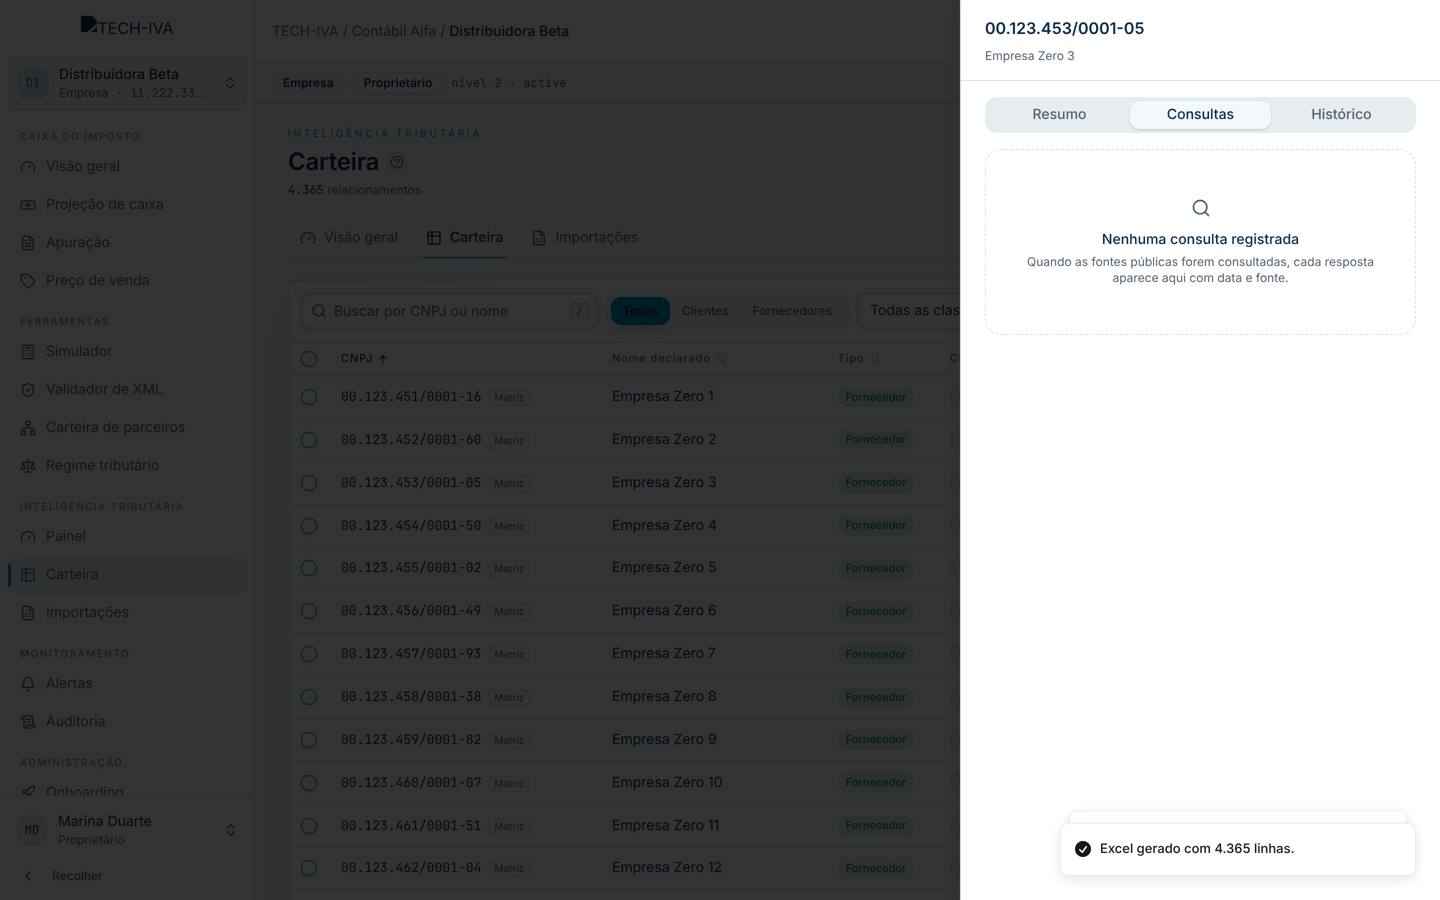 TECH-IVA
DI
Distribuidora Beta
Empresa · 11.222.33...
CAIXA DO IMPOSTO
Visão geral
Projeção de caixa
Apuração
Preço de venda
FERRAMENTAS
Simulador
Validador de XML
Carteira de parceiros
Regime tributário
INTELIGÊNCIA TRIBUTÁRIA
Painel
Carteira
Importações
MONITORAMENTO
Alertas
Auditoria
ADMINISTRAÇÃO
Onboarding
MD
Marina Duarte
Proprietário
Recolher
TECH-IVA / Contábil Alfa / Distribuidora Beta
Empresa Proprietário nível 2 · active
INTELIGÊNCIA TRIBUTÁRIA
Carteira
4.365 relacionamentos
Visão geral Carteira Importações
Buscar por CNPJ ou nome / Todos Clientes Fornecedores Todas as clas
CNPJ Nome declarado Tipo
00.123.451/0001-16 Matriz Empresa Zero 1 Fornecedor
00.123.452/0001-60 Matriz Empresa Zero 2 Fornecedor
00.123.453/0001-05 Matriz Empresa Zero 3 Fornecedor
00.123.454/0001-50 Matriz Empresa Zero 4 Fornecedor
00.123.455/0001-02 Matriz Empresa Zero 5 Fornecedor
00.123.456/0001-49 Matriz Empresa Zero 6 Fornecedor
00.123.457/0001-93 Matriz Empresa Zero 7 Fornecedor
00.123.458/0001-38 Matriz Empresa Zero 8 Fornecedor
00.123.459/0001-82 Matriz Empresa Zero 9 Fornecedor
00.123.460/0001-07 Matriz Empresa Zero 10 Fornecedor
00.123.461/0001-51 Matriz Empresa Zero 11 Fornecedor
00.123.462/0001-04 Matriz Empresa Zero 12 Fornecedor
00.123.453/0001-05
Empresa Zero 3
Resumo Consultas Histórico
Nenhuma consulta registrada
Quando as fontes públicas forem consultadas, cada resposta
aparece aqui com data e fonte.
Excel gerado com 4.365 linhas.